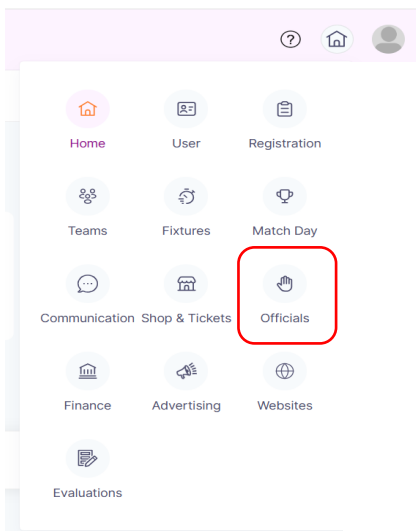 ?
Home User Registration
Teams Fixtures Match Day
Communication Shop & Tickets Officials
Finance Advertising Websites
Evaluations